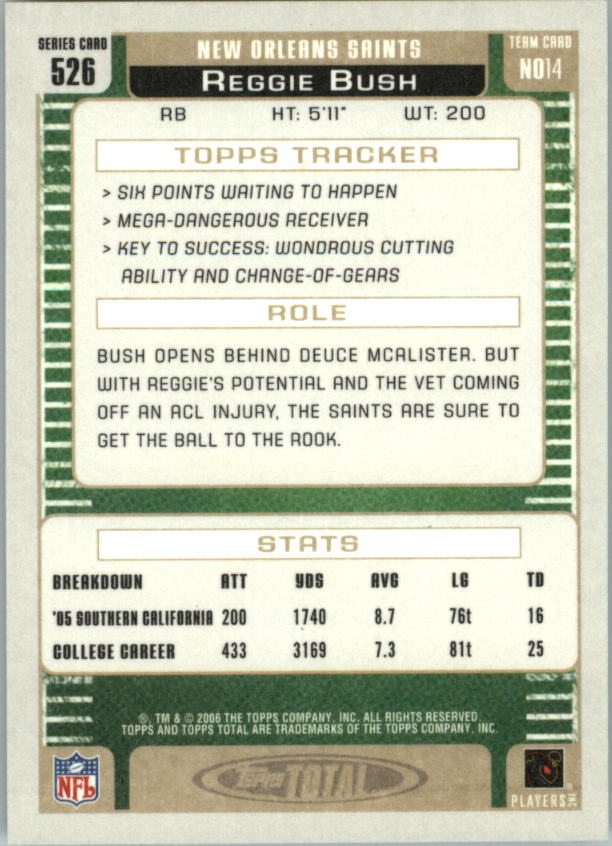 SERIES CARD
526
NEW ORLEANS SAINTS
TEAM CARD
NO14
REGGIE BUSH
RB HT: 5'11" WT: 200
TOPPS TRACKER
> SIX POINTS WAITING TO HAPPEN
> MEGA-DANGEROUS RECEIVER
> KEY TO SUCCESS: WONDROUS CUTTING
ABILITY AND CHANGE-OF-GEARS
ROLE
BUSH OPENS BEHIND DEUCE MCALISTER. BUT
WITH REGGIE'S POTENTIAL AND THE VET COMING
OFF AN ACL INJURY, THE SAINTS ARE SURE TO
GET THE BALL TO THE ROOK.
STATS
BREAKDOWN ATT YDS AVG LG TD
'05 SOUTHERN CALIFORNIA 200 1740 8.7 76t 16
COLLEGE CAREER 433 3169 7.3 81t 25
®, TM & © 2006 THE TOPPS COMPANY, INC. ALL RIGHTS RESERVED.
TOPPS AND TOPPS TOTAL ARE TRADEMARKS OF THE TOPPS COMPANY, INC.
NFL
Topps TOTAL
PLAYERS INC